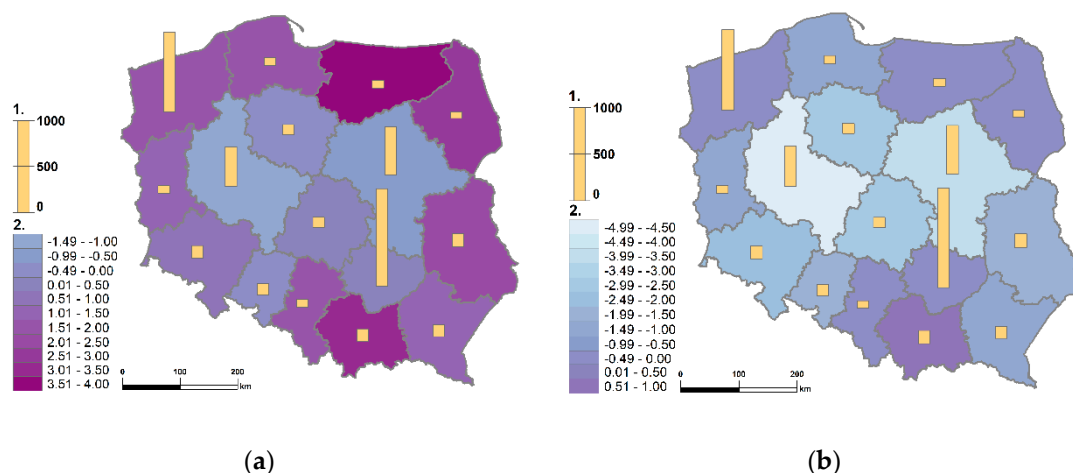 1.
1000
500
0
2.
-1.49 - -1.00
-0.99 - -0.50
-0.49 - 0.00
0.01 - 0.50
0.51 - 1.00
1.01 - 1.50
1.51 - 2.00
2.01 - 2.50
2.51 - 3.00
3.01 - 3.50
3.51 - 4.00
0 100 200
km
(a)
1.
1000
500
0
2.
-4.99 - -4.50
-4.49 - -4.00
-3.99 - -3.50
-3.49 - -3.00
-2.99 - -2.50
-2.49 - -2.00
-1.99 - -1.50
-1.49 - -1.00
-0.99 - -0.50
-0.49 - 0.00
0.01 - 0.50
0.51 - 1.00
0 100 200
km
(b)